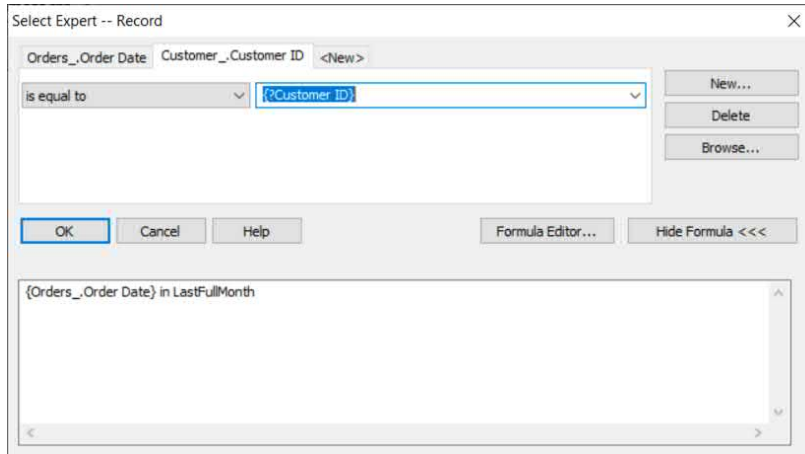 Select Expert -- Record
Orders_.Order Date Customer_.Customer ID <New>
is equal to {?Customer ID} New...
Delete
Browse...
OK Cancel Help Formula Editor... Hide Formula <<<
{Orders_.Order Date} in LastFullMonth